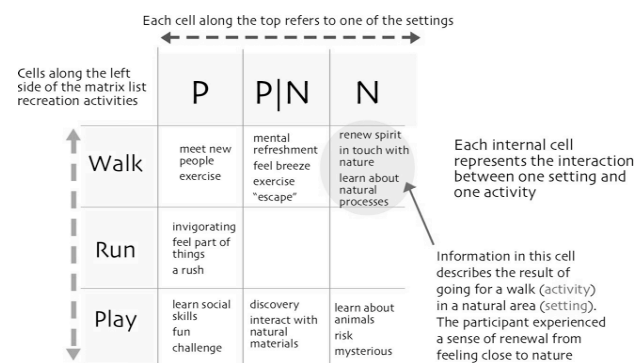 Each cell along the top refers to one of the settings
Cells along the left
side of the matrix list
recreation activities
P
P|N
N
Walk
meet new
people
exercise
mental
refreshment
feel breeze
exercise
"escape"
renew spirit
in touch with
nature
learn about
natural
processes
Each internal cell
represents the interaction
between one setting and
one activity
Run
invigorating
feel part of
things
a rush
Information in this cell
describes the result of
going for a walk (activity)
in a natural area (setting).
The participant experienced
a sense of renewal from
feeling close to nature
Play
learn social
skills
fun
challenge
discovery
interact with
natural
materials
learn about
animals
risk
mysterious